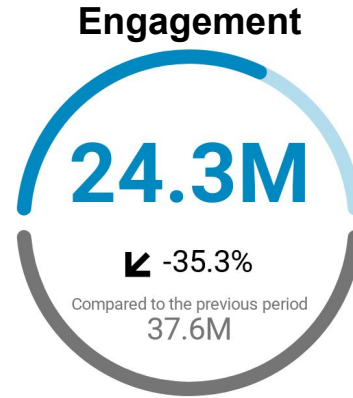 Engagement
24.3M
-35.3%
Compared to the previous period
37.6M